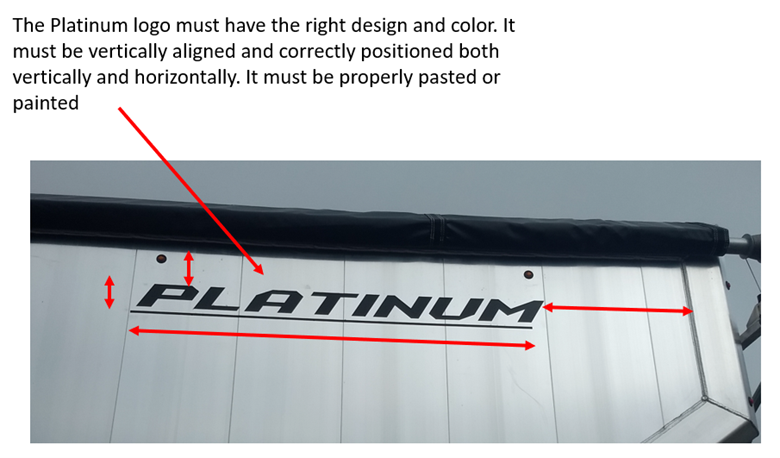 The Platinum logo must have the right design and color. It
must be vertically aligned and correctly positioned both
vertically and horizontally. It must be properly pasted or
painted
PLATINUM